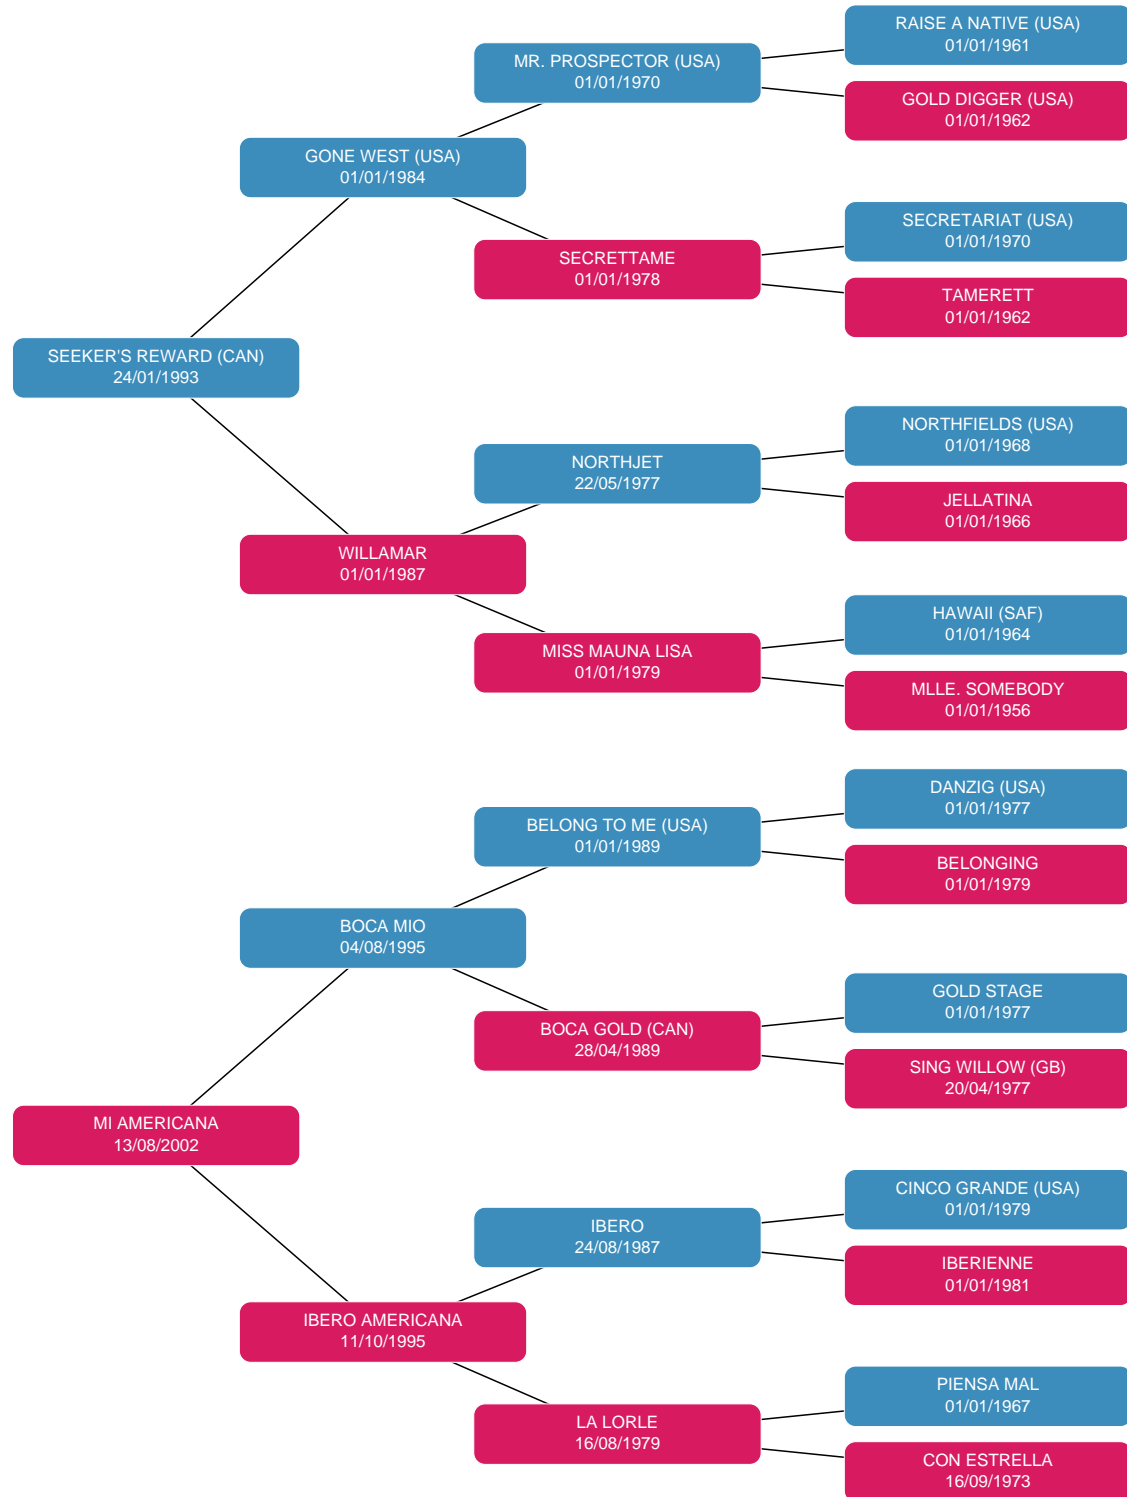 RAISE A NATIVE (USA)
01/01/1961
MR. PROSPECTOR (USA)
01/01/1970
GOLD DIGGER (USA)
01/01/1962
GONE WEST (USA)
01/01/1984
SECRETARIAT (USA)
01/01/1970
SECRETTAME
01/01/1978
TAMERETT
01/01/1962
SEEKER'S REWARD (CAN)
24/01/1993
NORTHFIELDS (USA)
01/01/1968
NORTHJET
22/05/1977
JELLATINA
01/01/1966
WILLAMAR
01/01/1987
HAWAII (SAF)
01/01/1964
MISS MAUNA LISA
01/01/1979
MLLE. SOMEBODY
01/01/1956
DANZIG (USA)
01/01/1977
BELONG TO ME (USA)
01/01/1989
BELONGING
01/01/1979
BOCA MIO
04/08/1995
GOLD STAGE
01/01/1977
BOCA GOLD (CAN)
28/04/1989
SING WILLOW (GB)
20/04/1977
MI AMERICANA
13/08/2002
CINCO GRANDE (USA)
01/01/1979
IBERO
24/08/1987
IBERIENNE
01/01/1981
IBERO AMERICANA
11/10/1995
PIENSA MAL
01/01/1967
LA LORLE
16/08/1979
CON ESTRELLA
16/09/1973